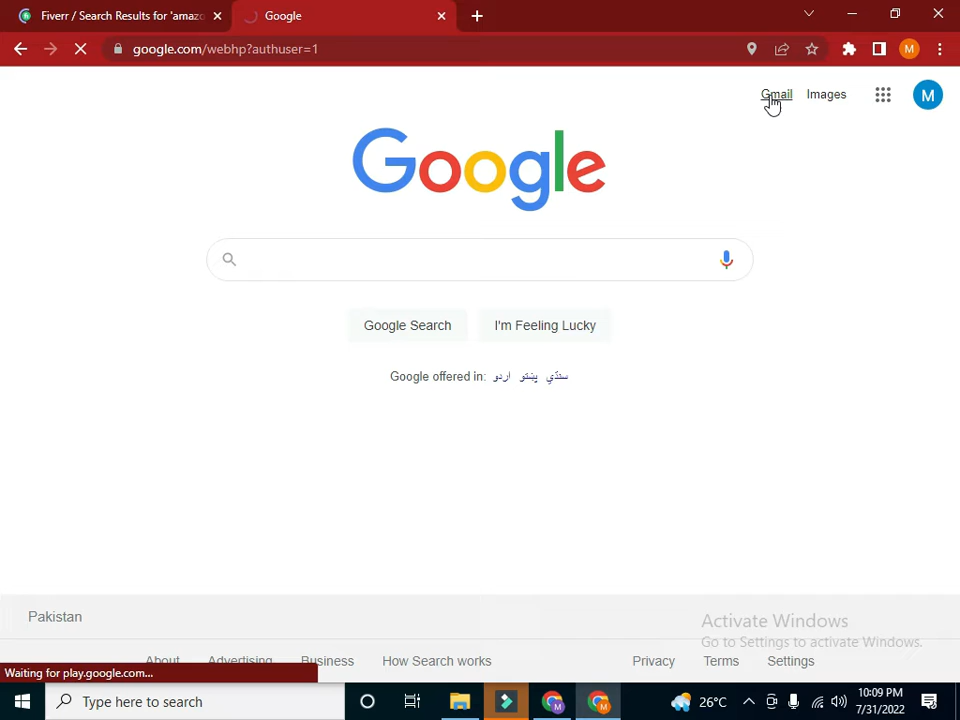 Fiverr / Search Results for 'amazo
Google
google.com/webhp?authuser=1
M
Gmail
Images
M
Google
Google Search
I'm Feeling Lucky
Google offered in: اردو پښتو سنڌي
Pakistan
Activate Windows
Go to Settings to activate Windows.
About
Advertising
Business
How Search works
Privacy
Terms
Settings
Waiting for play.google.com...
Type here to search
26°C
10:09 PM
7/31/2022